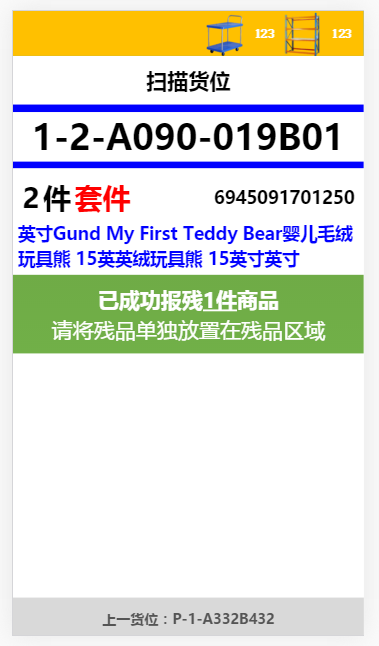 123 123
扫描货位
1-2-A090-019B01
2件套件 6945091701250
英寸Gund My First Teddy Bear婴儿毛绒
玩具熊 15英英绒玩具熊 15英寸英寸
已成功报残1件商品
请将残品单独放置在残品区域
上一货位：P-1-A332B432